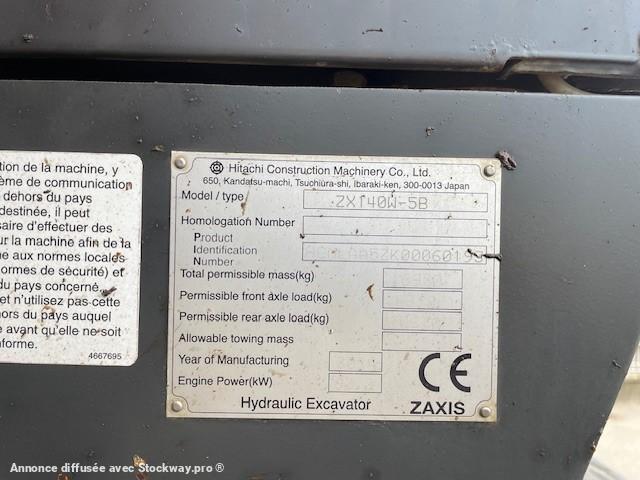 tion de la machine, y
ème de communication
dehors du pays
destinée, il peut
saire d'effectuer des
ur la machine afin de la
ne aux normes locales
ormes de sécurité) et
du pays concerné.
et n'utilisez pas cette
hors du pays auquel
avant qu'elle ne soit
nforme.
4667695
Hitachi Construction Machinery Co., Ltd.
650, Kandatsu-machi, Tsuchiura-shi, Ibaraki-ken, 300-0013 Japan
Model / type ZX140W-5B
Homologation Number
Product
Identification
Number
Total permissible mass(kg)
Permissible front axle load(kg)
Permissible rear axle load(kg)
Allowable towing mass
Year of Manufacturing
Engine Power(kW)
CE
Hydraulic Excavator ZAXIS
Annonce diffusée avec Stockway.pro®